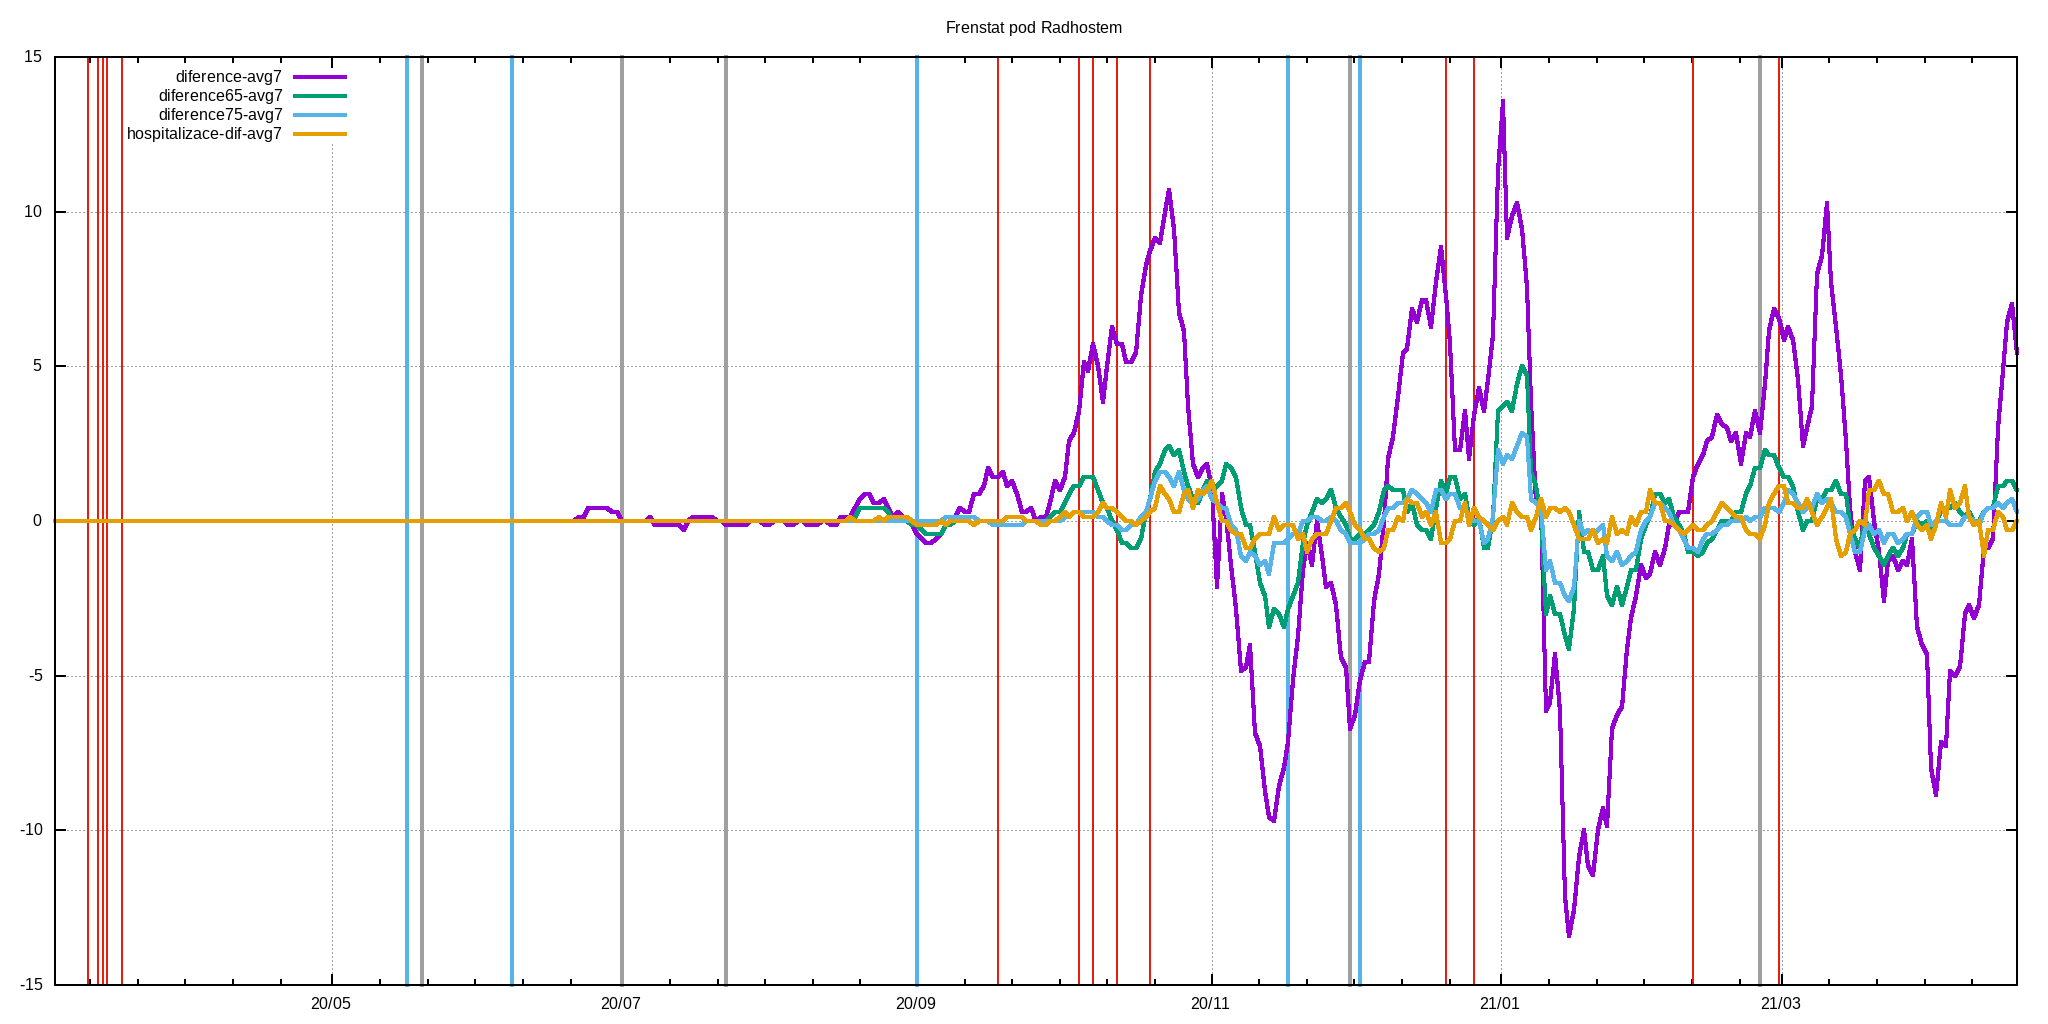 Frenstat pod Radhostem
15
10
5
0
-5
-10
-15
diference-avg7
diference65-avg7
diference75-avg7
hospitalizace-dif-avg7
20/05 20/07 20/09 20/11 21/01 21/03